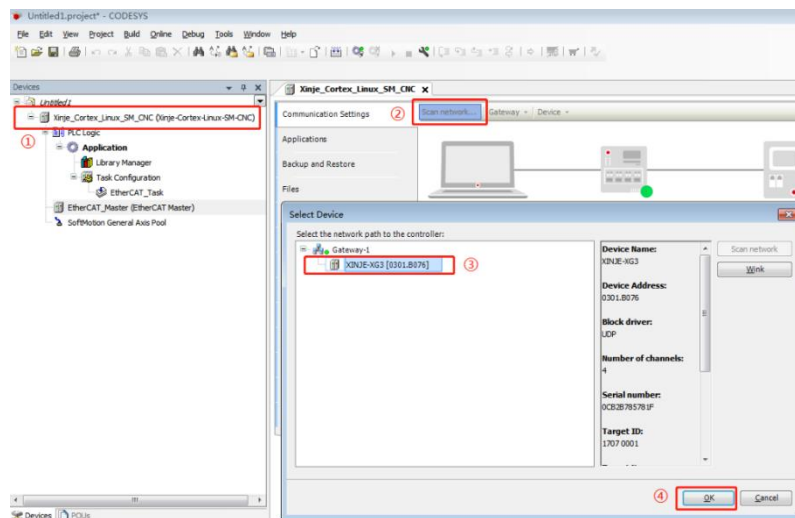 Untitled1.project* - CODESYS
File Edit View Project Build Online Debug Tools Window Help
Devices
Untitled1
Xinje_Cortex_Linux_SM_CNC (Xinje-Cortex-Linux-SM-CNC)
①
PLC Logic
Application
Library Manager
Task Configuration
EtherCAT_Task
EtherCAT_Master (EtherCAT Master)
SoftMotion General Axis Pool
Devices POUs
Xinje_Cortex_Linux_SM_CNC
Communication Settings
②
Scan network...
Gateway
Device
Applications
Backup and Restore
Files
Select Device
Select the network path to the controller:
Gateway-1
XINJE-XG3 [0301.B076]
③
Device Name:
XINJE-XG3
Device Address:
0301.B076
Block driver:
UDP
Number of channels:
4
Serial number:
0CB2B785781F
Target ID:
1707 0001
Scan network
Wink
④
OK
Cancel